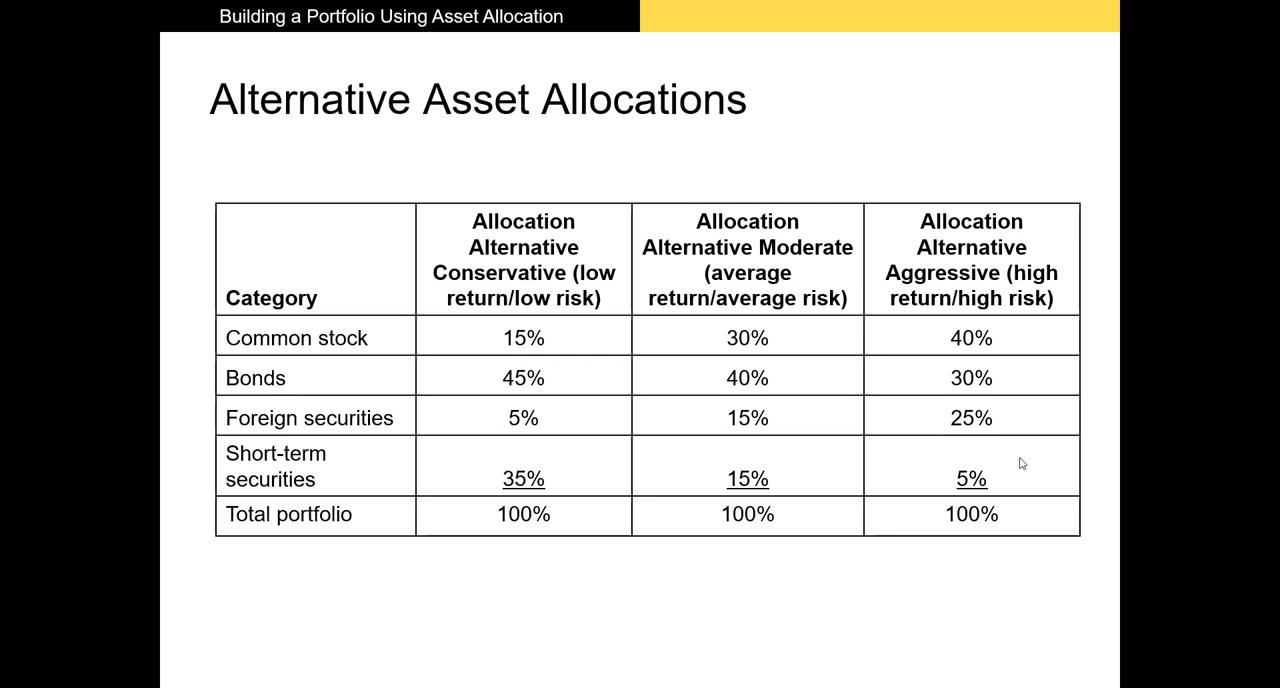 Building a Portfolio Using Asset Allocation
Alternative Asset Allocations
Category
Allocation
Alternative
Conservative (low
return/low risk)
Allocation
Alternative Moderate
(average
return/average risk)
Allocation
Alternative
Aggressive (high
return/high risk)
Common stock 15% 30% 40%
Bonds 45% 40% 30%
Foreign securities 5% 15% 25%
Short-term
securities 35% 15% 5%
Total portfolio 100% 100% 100%